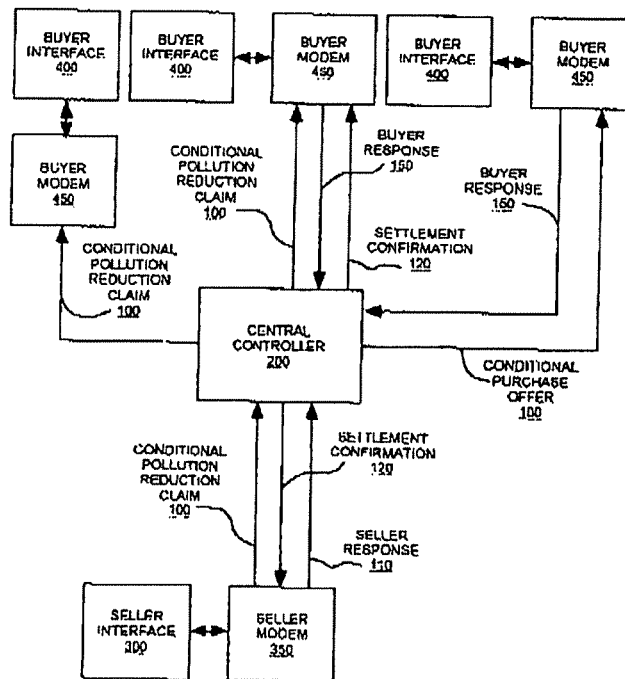 BUYER
INTERFACE
400
BUYER
INTERFACE
400
BUYER
MODEM
450
BUYER
INTERFACE
400
BUYER
MODEM
450
BUYER
MODEM
450
CONDITIONAL
POLLUTION
REDUCTION
CLAIM
100
BUYER
RESPONSE
150
SETTLEMENT
CONFIRMATION
120
BUYER
RESPONSE
150
CONDITIONAL
POLLUTION
REDUCTION
CLAIM
100
CENTRAL
CONTROLLER
200
CONDITIONAL
PURCHASE
OFFER
100
CONDITIONAL
POLLUTION
REDUCTION
CLAIM
100
SETTLEMENT
CONFIRMATION
120
SELLER
RESPONSE
110
SELLER
INTERFACE
300
SELLER
MODEM
350